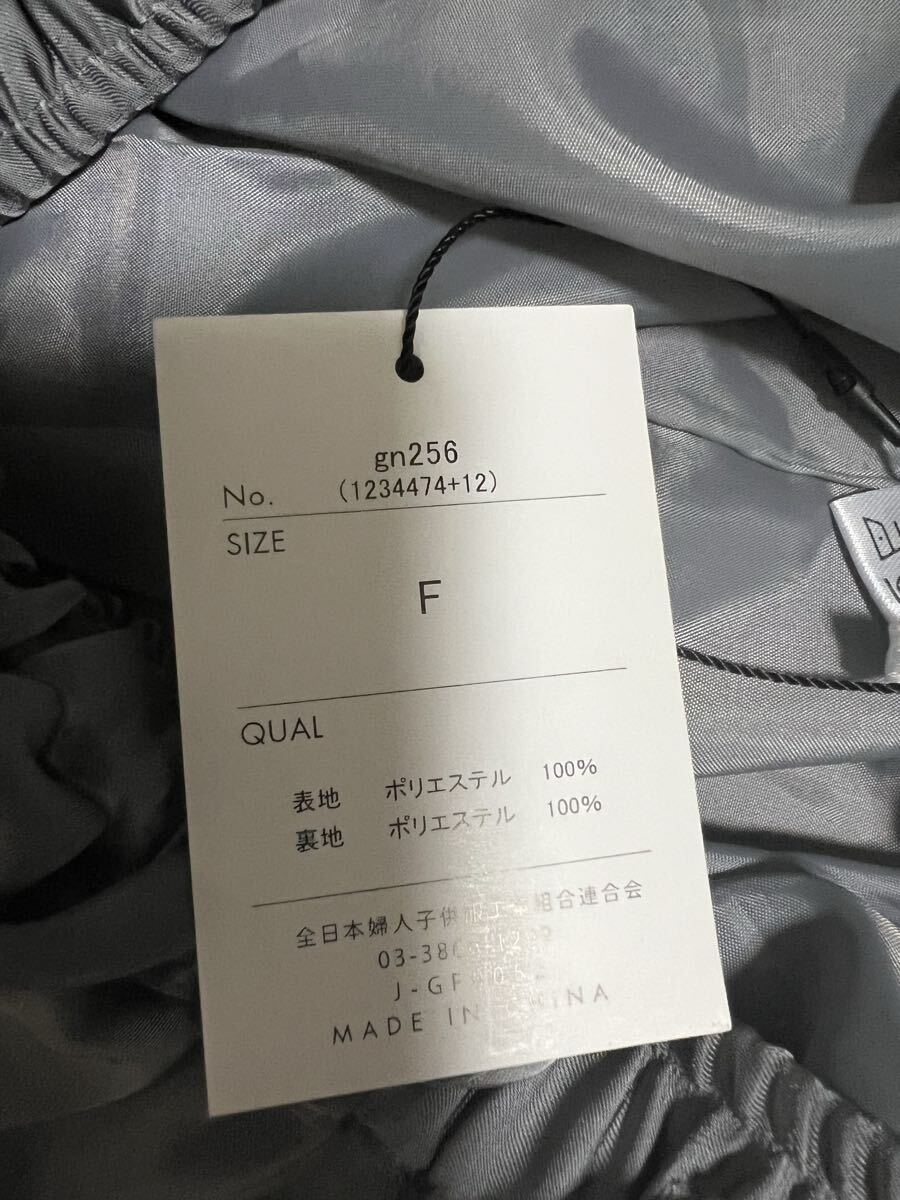 gn256
No. (1234474+12)
SIZE
F
QUAL
表地 ポリエステル 100%
裏地 ポリエステル 100%
全日本婦人子供服工業組合連合会
MADE IN CHINA